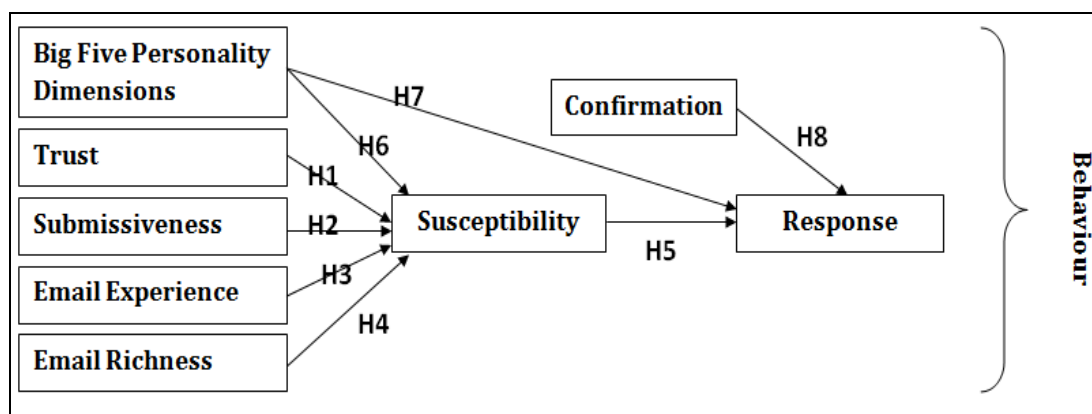 Big Five Personality
Dimensions
H7
Confirmation
H8
H6
Trust
H1
Submissiveness
H2
Susceptibility
Response
H5
Email Experience
H3
H4
Email Richness
Behaviour